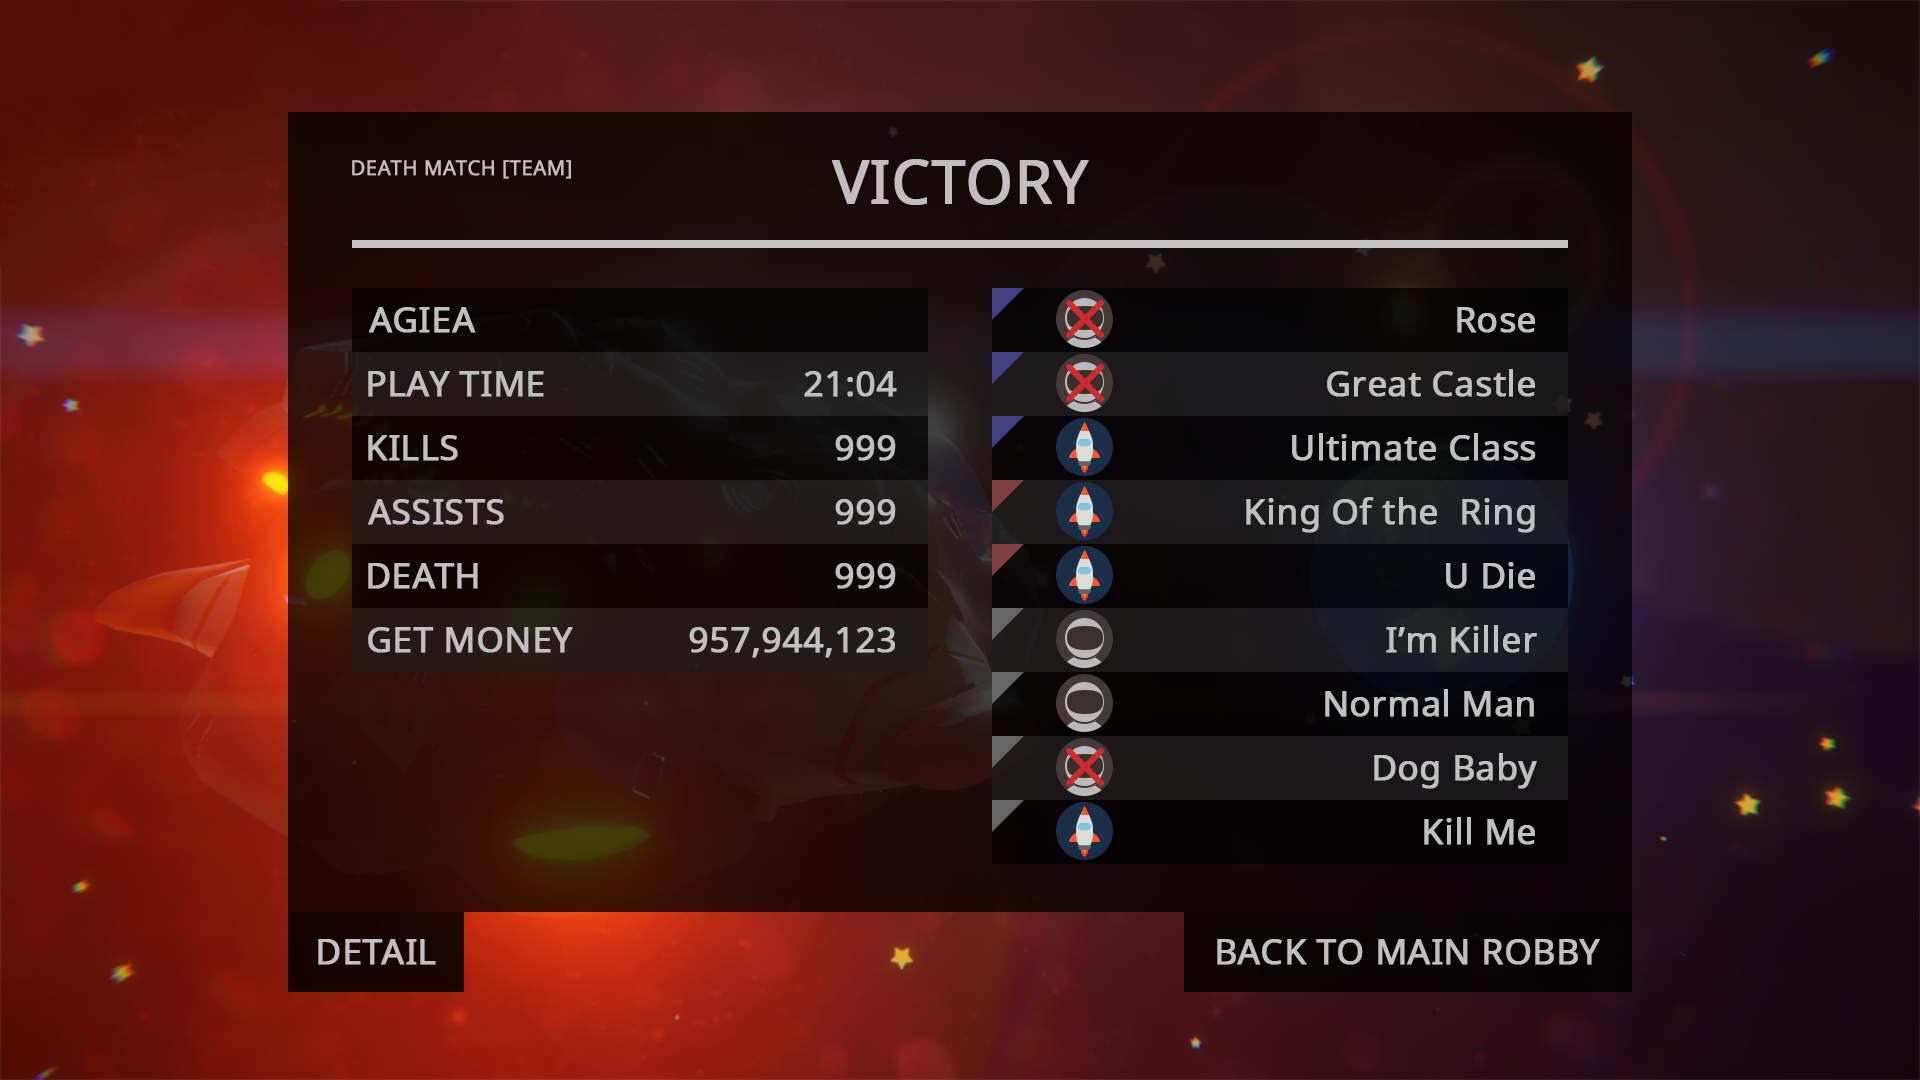 DEATH MATCH [TEAM]
VICTORY
AGIEA
PLAY TIME 21:04
KILLS 999
ASSISTS 999
DEATH 999
GET MONEY 957,944,123
Rose
Great Castle
Ultimate Class
King Of the  Ring
U Die
I’m Killer
Normal Man
Dog Baby
Kill Me
DETAIL
BACK TO MAIN ROBBY